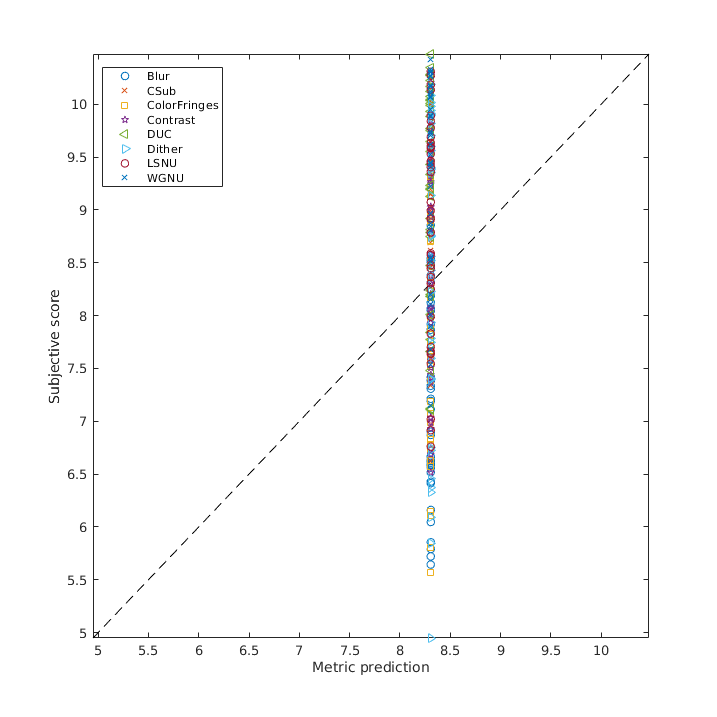 Blur
CSub
ColorFringes
Contrast
DUC
Dither
LSNU
WGNU
10
9.5
9
8.5
8
7.5
7
6.5
6
5.5
5
Subjective score
5 5.5 6 6.5 7 7.5 8 8.5 9 9.5 10
Metric prediction